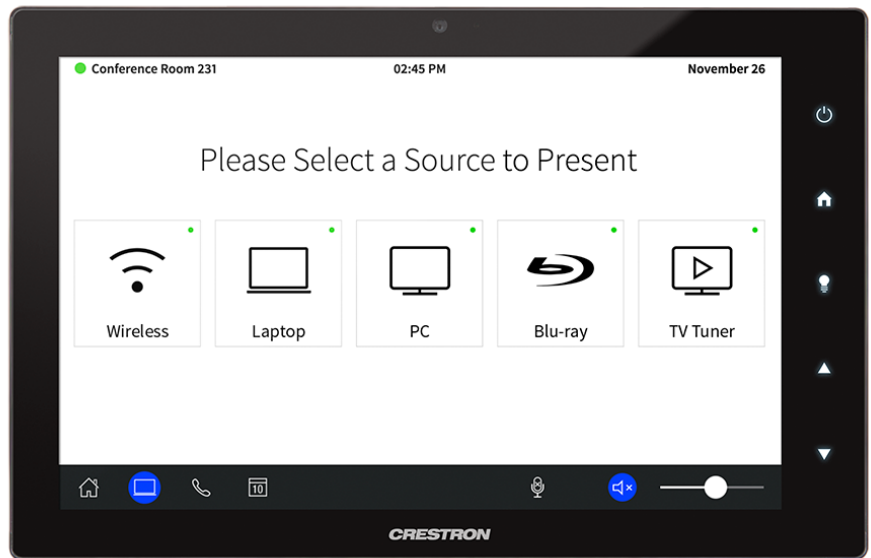 Conference Room 231
02:45 PM
November 26
Please Select a Source to Present
Wireless
Laptop
PC
Blu-ray
TV Tuner
10
CRESTRON